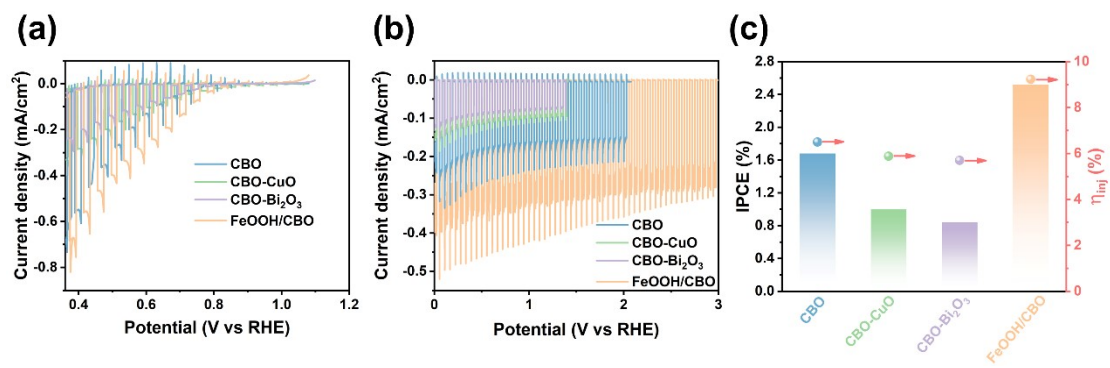 (a)
Current density (mA/cm²)
0.0
-0.2
-0.4
-0.6
-0.8
CBO
CBO-CuO
CBO-Bi₂O₃
FeOOH/CBO
0.4 0.6 0.8 1.0 1.2
Potential (V vs RHE)
(b)
Current density (mA/cm²)
0.0
-0.1
-0.2
-0.3
-0.4
-0.5
CBO
CBO-CuO
CBO-Bi₂O₃
FeOOH/CBO
0 1 2 3
Potential (V vs RHE)
(c)
IPCE (%)
2.8
2.4
2.0
1.6
1.2
0.8
0.4
0.0
CBO
CBO-CuO
CBO-Bi₂O₃
FeOOH/CBO
10
8
6
4
2
0
ηinj (%)